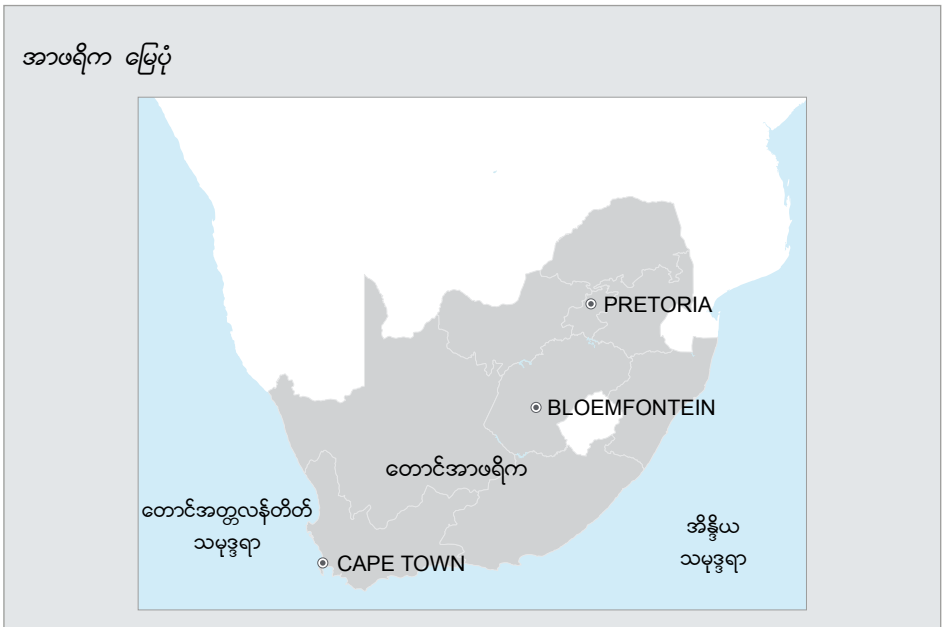 အာဖရိက မြေပုံ
PRETORIA
BLOEMFONTEIN
တောင်အာဖရိက
တောင်အတ္တလန်တိတ်
သမုဒ္ဒရာ
အိန္ဒိယ
သမုဒ္ဒရာ
CAPE TOWN